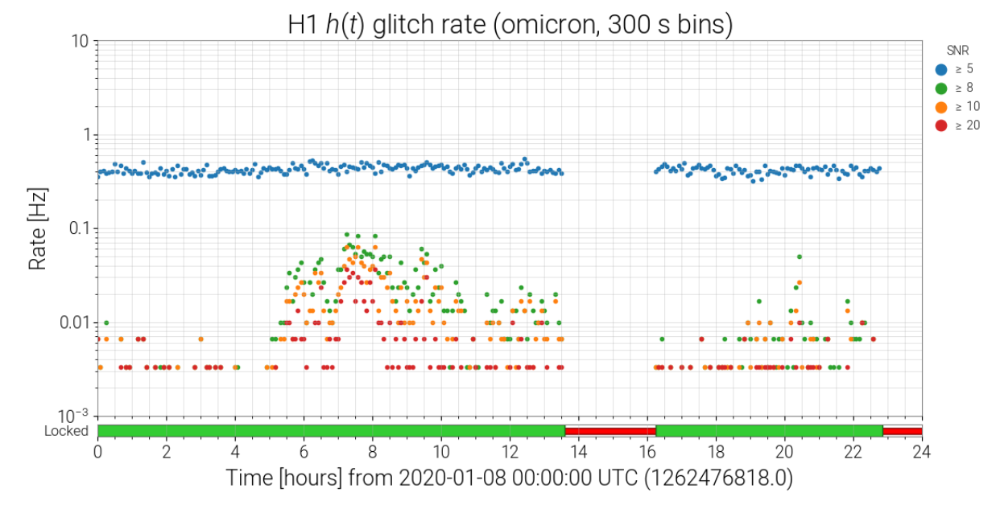 H1 h(t) glitch rate (omicron, 300 s bins)
SNR
≥ 5
≥ 8
≥ 10
≥ 20
Rate [Hz]
10
1
0.1
0.01
10⁻³
Locked
0 2 4 6 8 10 12 14 16 18 20 22 24
Time [hours] from 2020-01-08 00:00:00 UTC (1262476818.0)